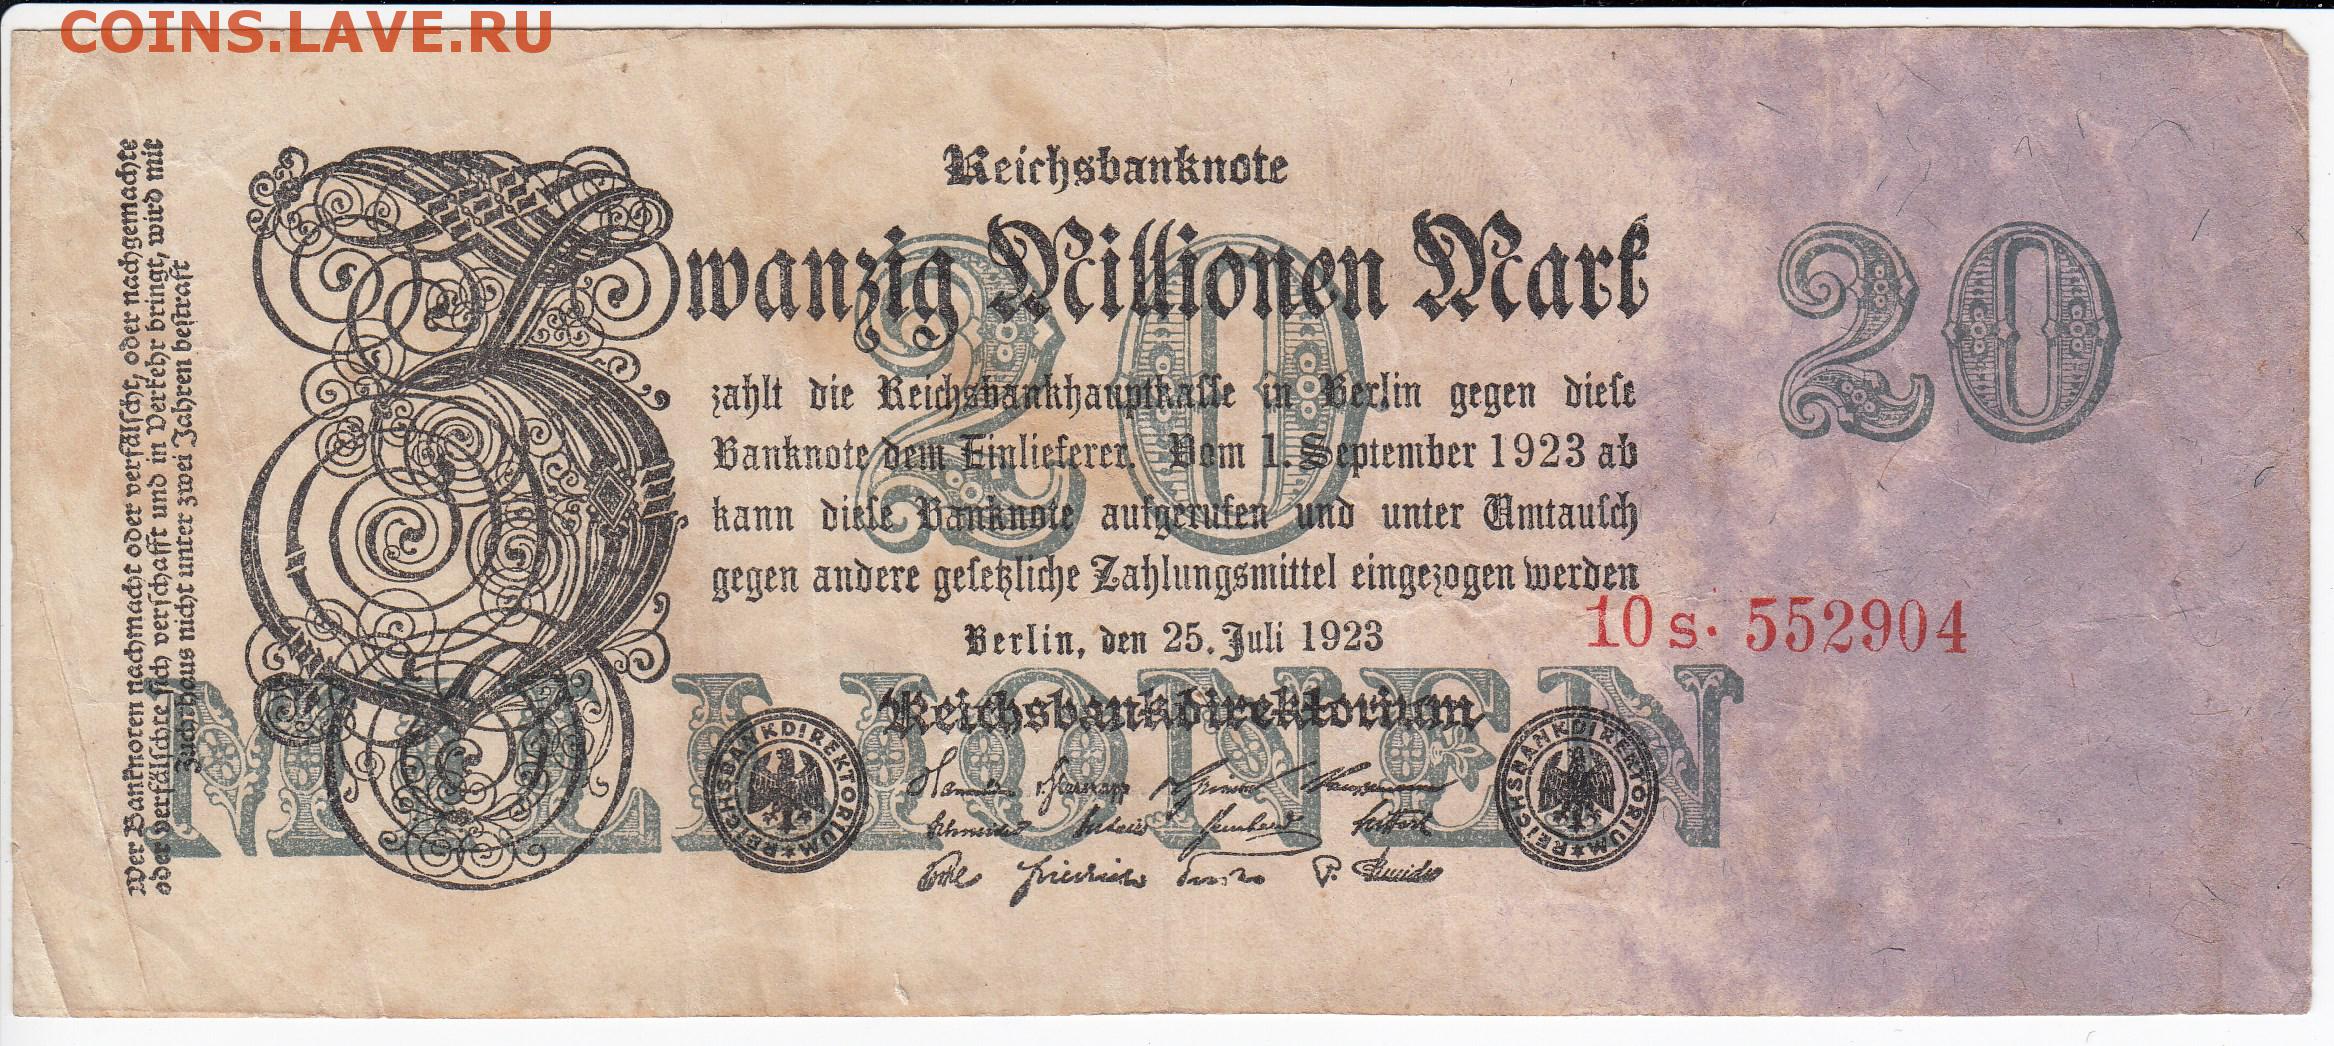 COINS.LAVE.RU
Wer Banknoten nachmacht oder verfälscht, oder nachgemachte
oder verfälschte sich verschafft und in Verkehr bringt, wird mit
Zuchthaus nicht unter zwei Jahren bestraft
Reichsbanknote
Zwanzig Millionen Mark
20
20
zahlt die Reichsbankhauptkasse in Berlin gegen diese
Banknote dem Einlieferer. Vom 1. September 1923 ab
kann diese Banknote aufgerufen und unter Umtausch
gegen andere gesetzliche Zahlungsmittel eingezogen werden
10 s. 552904
Berlin, den 25. Juli 1923
MILLIONEN
Reichsbankdirektorium
REICHSBANKDIREKTORIUM
REICHSBANKDIREKTORIUM